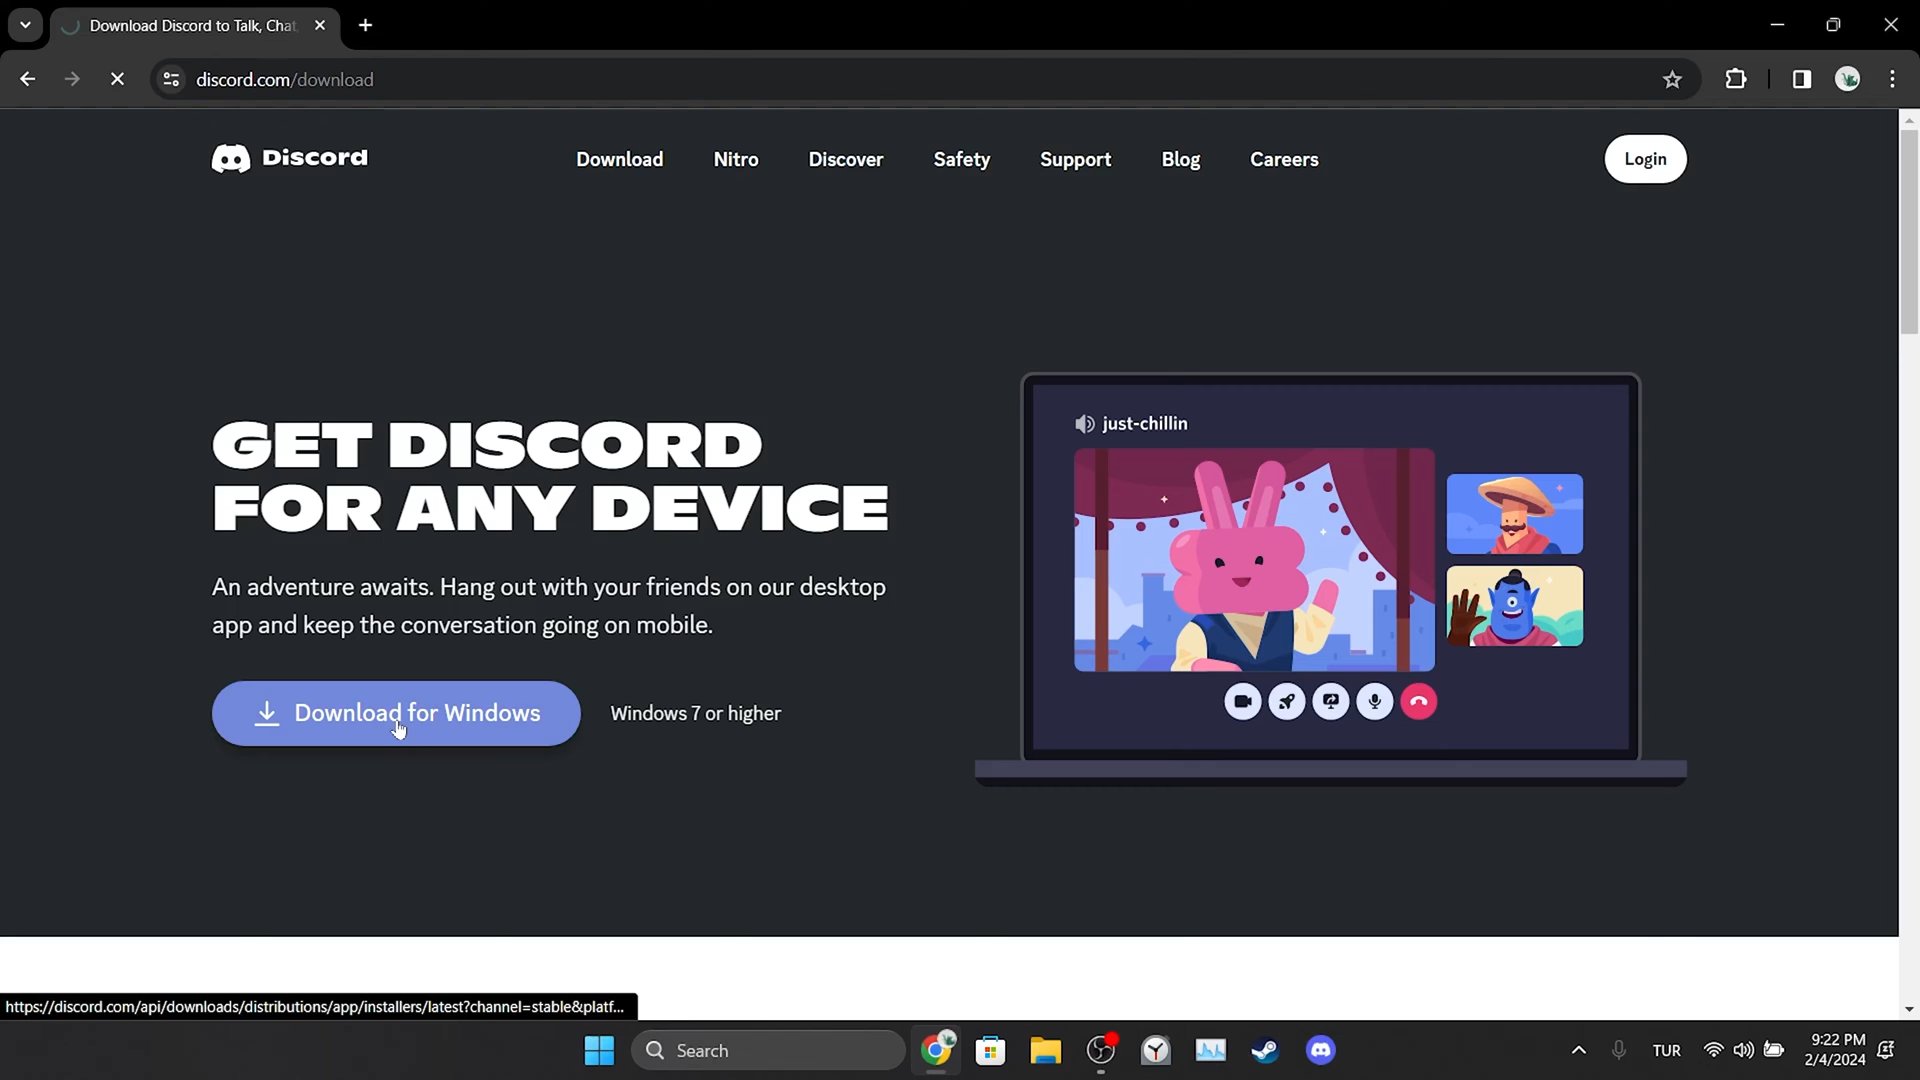 Download Discord to Talk, Chat
discord.com/download
Discord
Download
Nitro
Discover
Safety
Support
Blog
Careers
Login
GET DISCORD
FOR ANY DEVICE
An adventure awaits. Hang out with your friends on our desktop
app and keep the conversation going on mobile.
Download for Windows
Windows 7 or higher
just-chillin
https://discord.com/api/downloads/distributions/app/installers/latest?channel=stable&platf...
Search
TUR
9:22 PM
2/4/2024